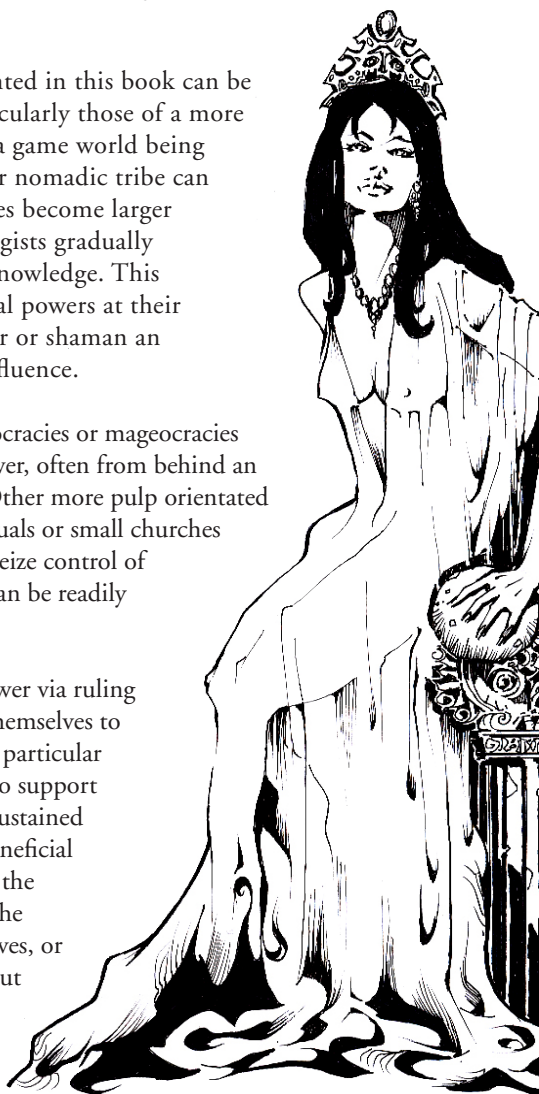 nted in this book can be
cularly those of a more
a game world being
r nomadic tribe can
es become larger
gists gradually
nowledge. This
al powers at their
r or shaman an
fluence.
ocracies or mageocracies
ver, often from behind an
Other more pulp orientated
uals or small churches
eize control of
an be readily
wer via ruling
hemselves to
particular
o support
ustained
neficial
the
he
ves, or
ut